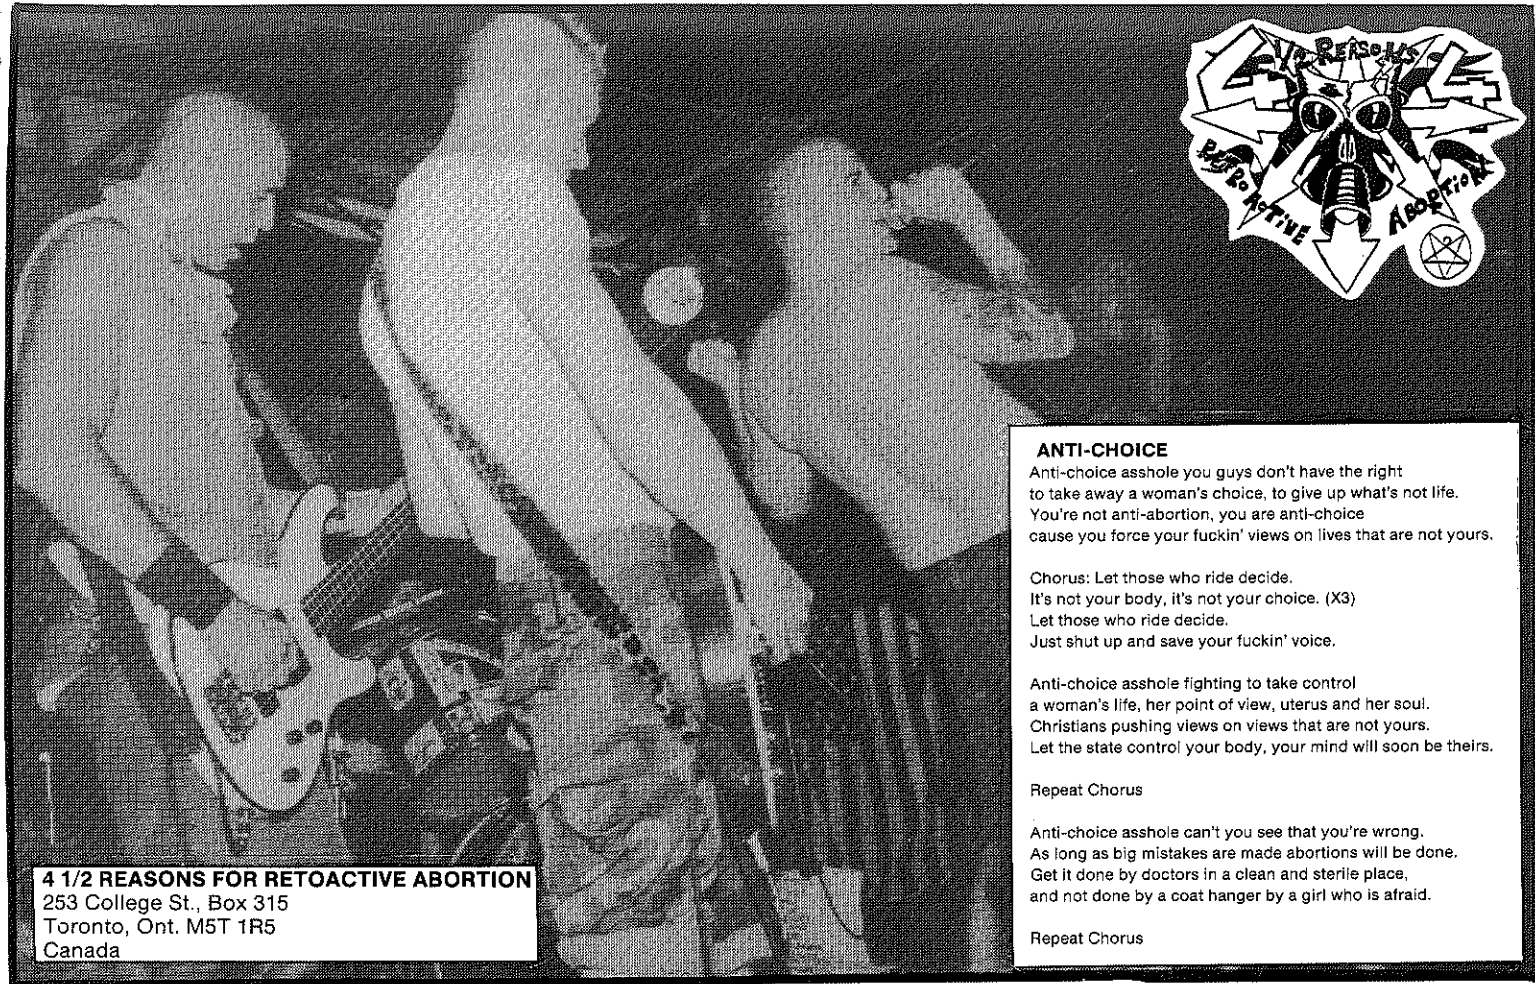 4 1/2 REASONS 4
RETROACTIVE ABORTION
ANTI-CHOICE
Anti-choice asshole you guys don't have the right
to take away a woman's choice, to give up what's not life.
You're not anti-abortion, you are anti-choice
cause you force your fuckin' views on lives that are not yours.
Chorus: Let those who ride decide.
It's not your body, it's not your choice. (X3)
Let those who ride decide.
Just shut up and save your fuckin' voice.
Anti-choice asshole fighting to take control
a woman's life, her point of view, uterus and her soul.
Christians pushing views on views that are not yours.
Let the state control your body, your mind will soon be theirs.
Repeat Chorus
Anti-choice asshole can't you see that you're wrong.
As long as big mistakes are made abortions will be done.
Get it done by doctors in a clean and sterile place,
and not done by a coat hanger by a girl who is afraid.
Repeat Chorus
4 1/2 REASONS FOR RETOACTIVE ABORTION
253 College St., Box 315
Toronto, Ont. M5T 1R5
Canada